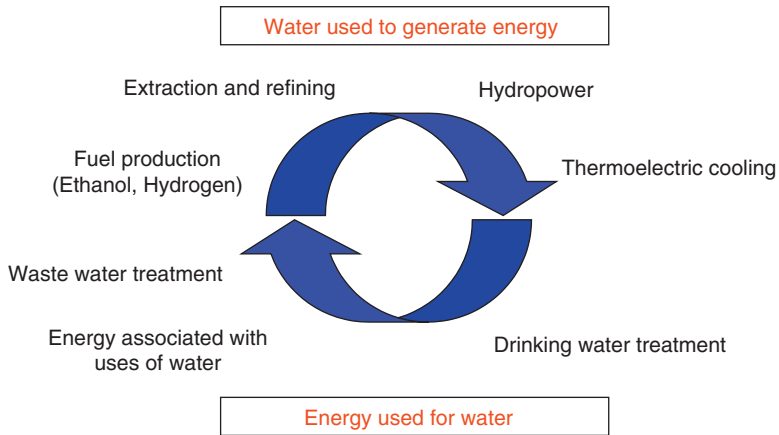 Water used to generate energy
Extraction and refining
Hydropower
Fuel production
(Ethanol, Hydrogen)
Thermoelectric cooling
Waste water treatment
Energy associated with
uses of water
Drinking water treatment
Energy used for water